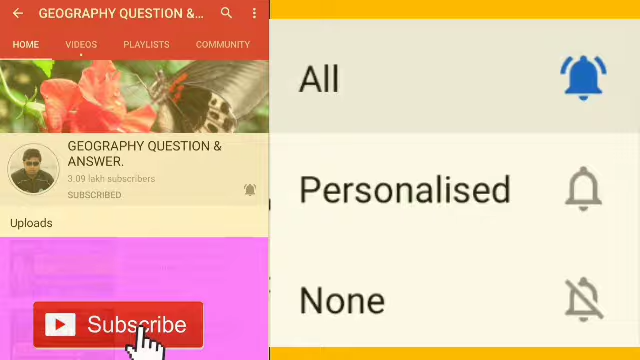 GEOGRAPHY QUESTION &...
HOME VIDEOS PLAYLISTS COMMUNITY
GEOGRAPHY QUESTION &
ANSWER.
3.09 lakh subscribers
SUBSCRIBED
Uploads
Subscribe
All
Personalised
None